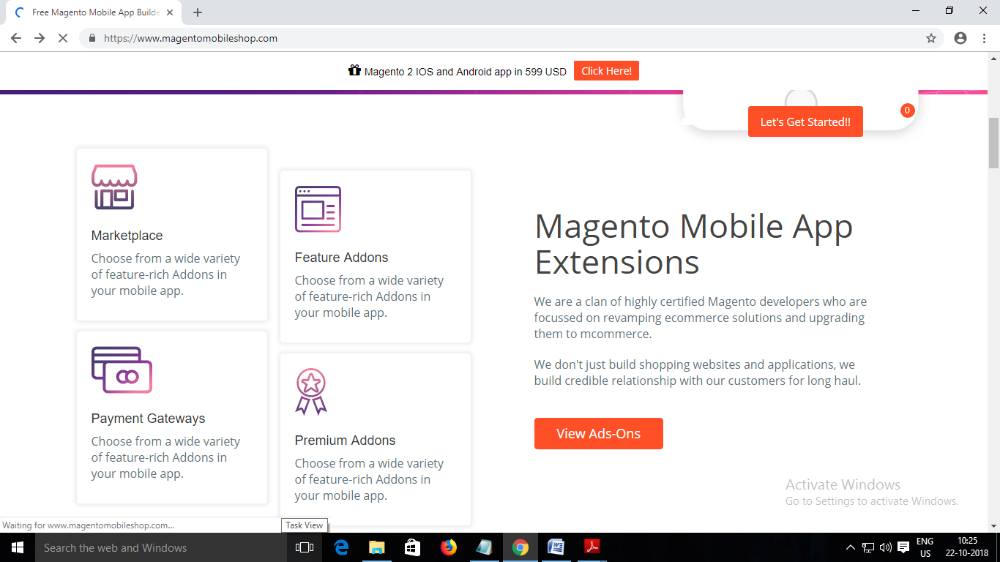 Free Magento Mobile App Builde
https://www.magentomobileshop.com
Magento 2 IOS and Android app in 599 USD
Click Here!
0
Let's Get Started!!
Marketplace
Choose from a wide variety
of feature-rich Addons in
your mobile app.
Feature Addons
Choose from a wide variety
of feature-rich Addons in
your mobile app.
Payment Gateways
Choose from a wide variety
of feature-rich Addons in
your mobile app.
Premium Addons
Choose from a wide variety
of feature-rich Addons in
your mobile app.
Magento Mobile App
Extensions
We are a clan of highly certified Magento developers who are
focussed on revamping ecommerce solutions and upgrading
them to mcommerce.
We don't just build shopping websites and applications, we
build credible relationship with our customers for long haul.
View Ads-Ons
Activate Windows
Go to Settings to activate Windows.
Waiting for www.magentomobileshop.com...
Task View
Search the web and Windows
ENG
US
10:25
22-10-2018